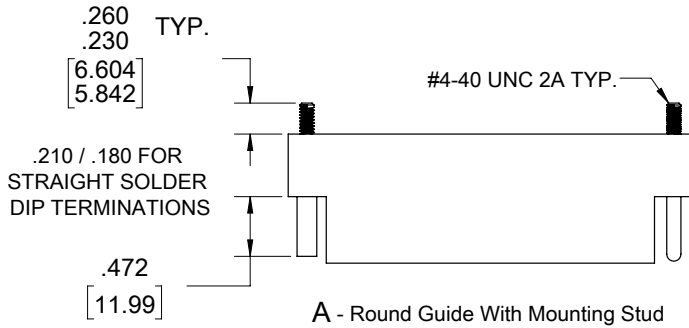 .260 TYP.
.230
[6.604
5.842]
#4-40 UNC 2A TYP.
.210 / .180 FOR
STRAIGHT SOLDER
DIP TERMINATIONS
.472
[11.99]
A - Round Guide With Mounting Stud